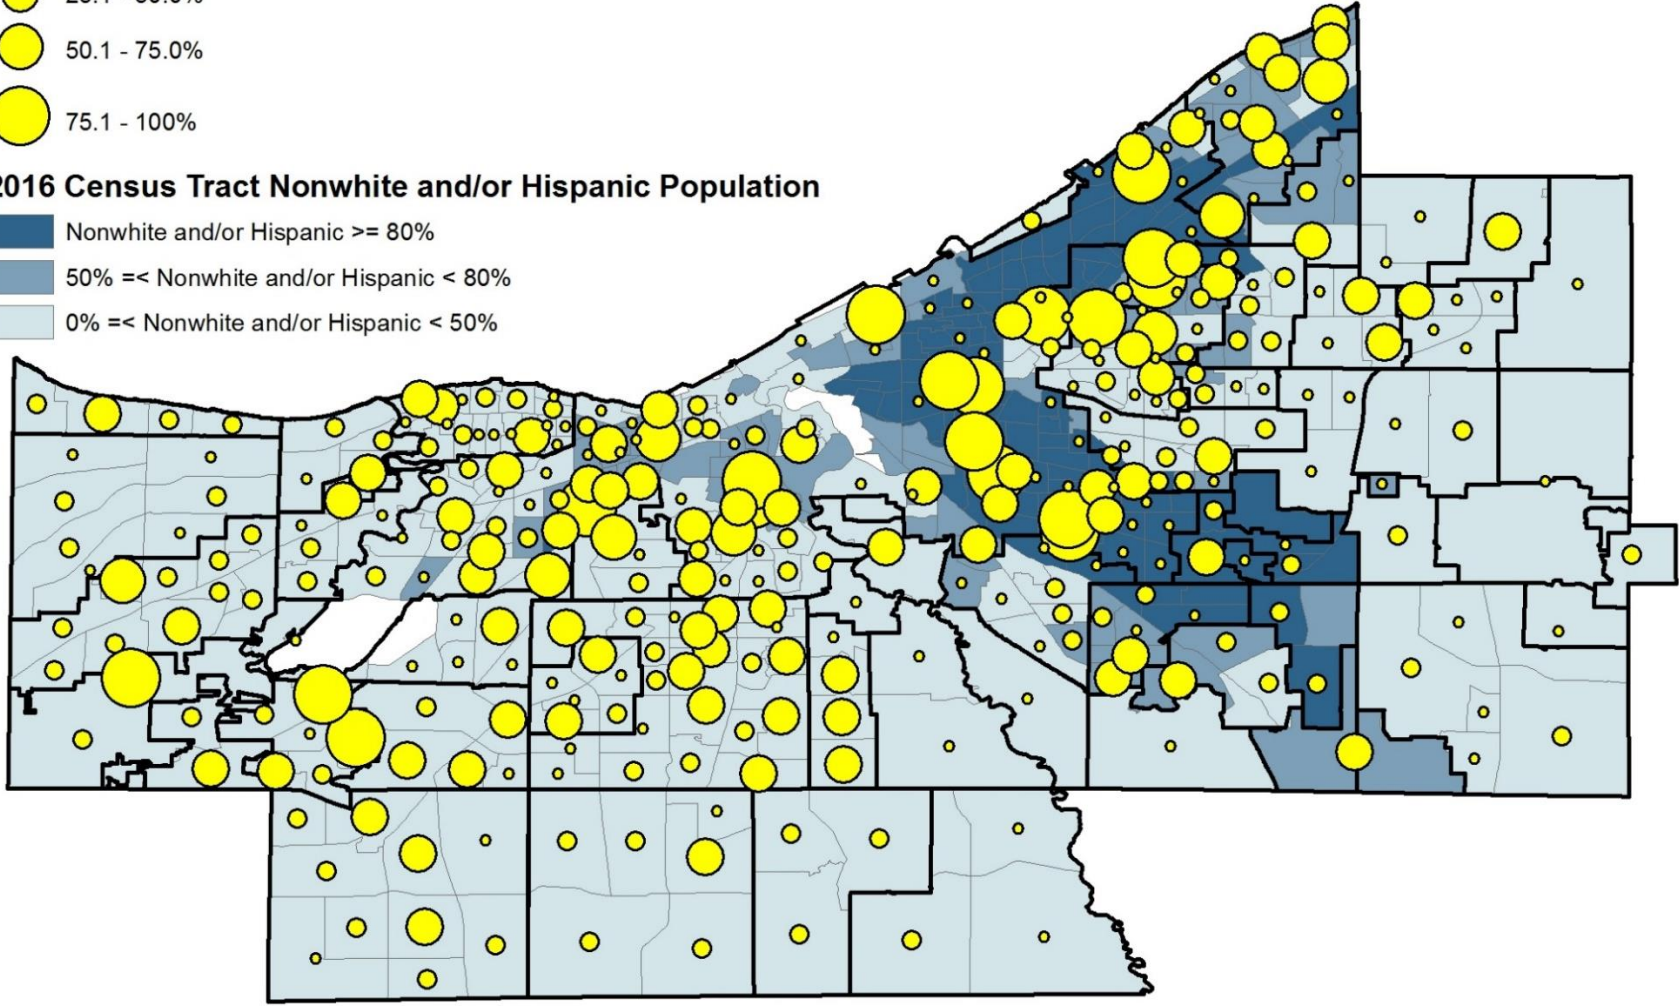 50.1 - 75.0%
75.1 - 100%
2016 Census Tract Nonwhite and/or Hispanic Population
Nonwhite and/or Hispanic >= 80%
50% =< Nonwhite and/or Hispanic < 80%
0% =< Nonwhite and/or Hispanic < 50%